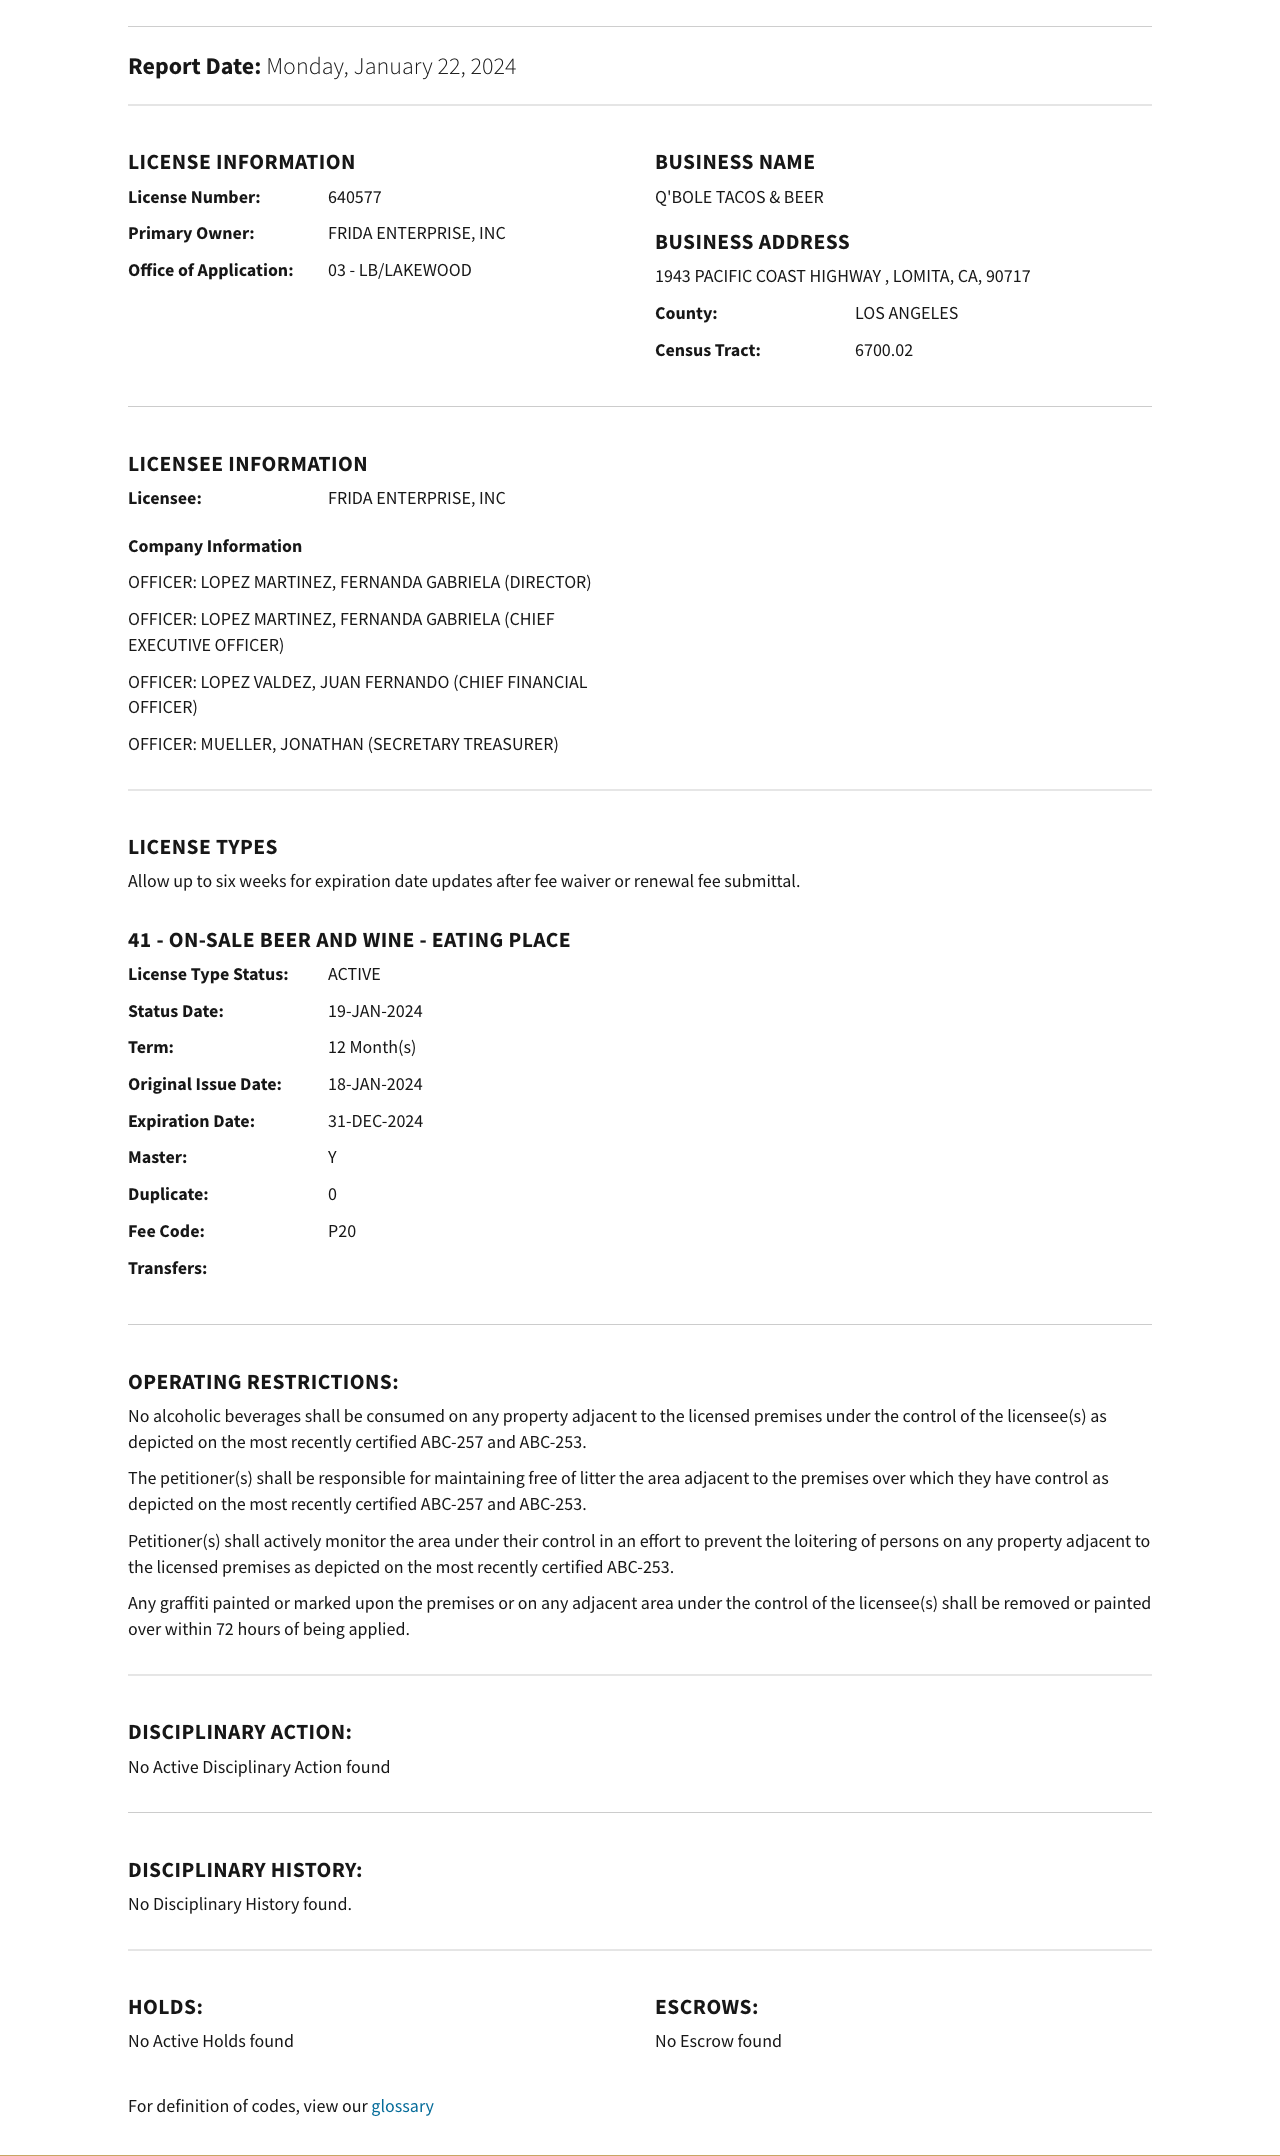 Report Date: Monday, January 22, 2024
LICENSE INFORMATION
License Number: 640577
Primary Owner: FRIDA ENTERPRISE, INC
Office of Application: 03 - LB/LAKEWOOD
BUSINESS NAME
Q'BOLE TACOS & BEER
BUSINESS ADDRESS
1943 PACIFIC COAST HIGHWAY , LOMITA, CA, 90717
County: LOS ANGELES
Census Tract: 6700.02
LICENSEE INFORMATION
Licensee: FRIDA ENTERPRISE, INC
Company Information
OFFICER: LOPEZ MARTINEZ, FERNANDA GABRIELA (DIRECTOR)
OFFICER: LOPEZ MARTINEZ, FERNANDA GABRIELA (CHIEF
EXECUTIVE OFFICER)
OFFICER: LOPEZ VALDEZ, JUAN FERNANDO (CHIEF FINANCIAL
OFFICER)
OFFICER: MUELLER, JONATHAN (SECRETARY TREASURER)
LICENSE TYPES
Allow up to six weeks for expiration date updates after fee waiver or renewal fee submittal.
41 - ON-SALE BEER AND WINE - EATING PLACE
License Type Status: ACTIVE
Status Date: 19-JAN-2024
Term: 12 Month(s)
Original Issue Date: 18-JAN-2024
Expiration Date: 31-DEC-2024
Master: Y
Duplicate: 0
Fee Code: P20
Transfers:
OPERATING RESTRICTIONS:
No alcoholic beverages shall be consumed on any property adjacent to the licensed premises under the control of the licensee(s) as
depicted on the most recently certified ABC-257 and ABC-253.
The petitioner(s) shall be responsible for maintaining free of litter the area adjacent to the premises over which they have control as
depicted on the most recently certified ABC-257 and ABC-253.
Petitioner(s) shall actively monitor the area under their control in an effort to prevent the loitering of persons on any property adjacent to
the licensed premises as depicted on the most recently certified ABC-253.
Any graffiti painted or marked upon the premises or on any adjacent area under the control of the licensee(s) shall be removed or painted
over within 72 hours of being applied.
DISCIPLINARY ACTION:
No Active Disciplinary Action found
DISCIPLINARY HISTORY:
No Disciplinary History found.
HOLDS:
No Active Holds found
ESCROWS:
No Escrow found
For definition of codes, view our glossary